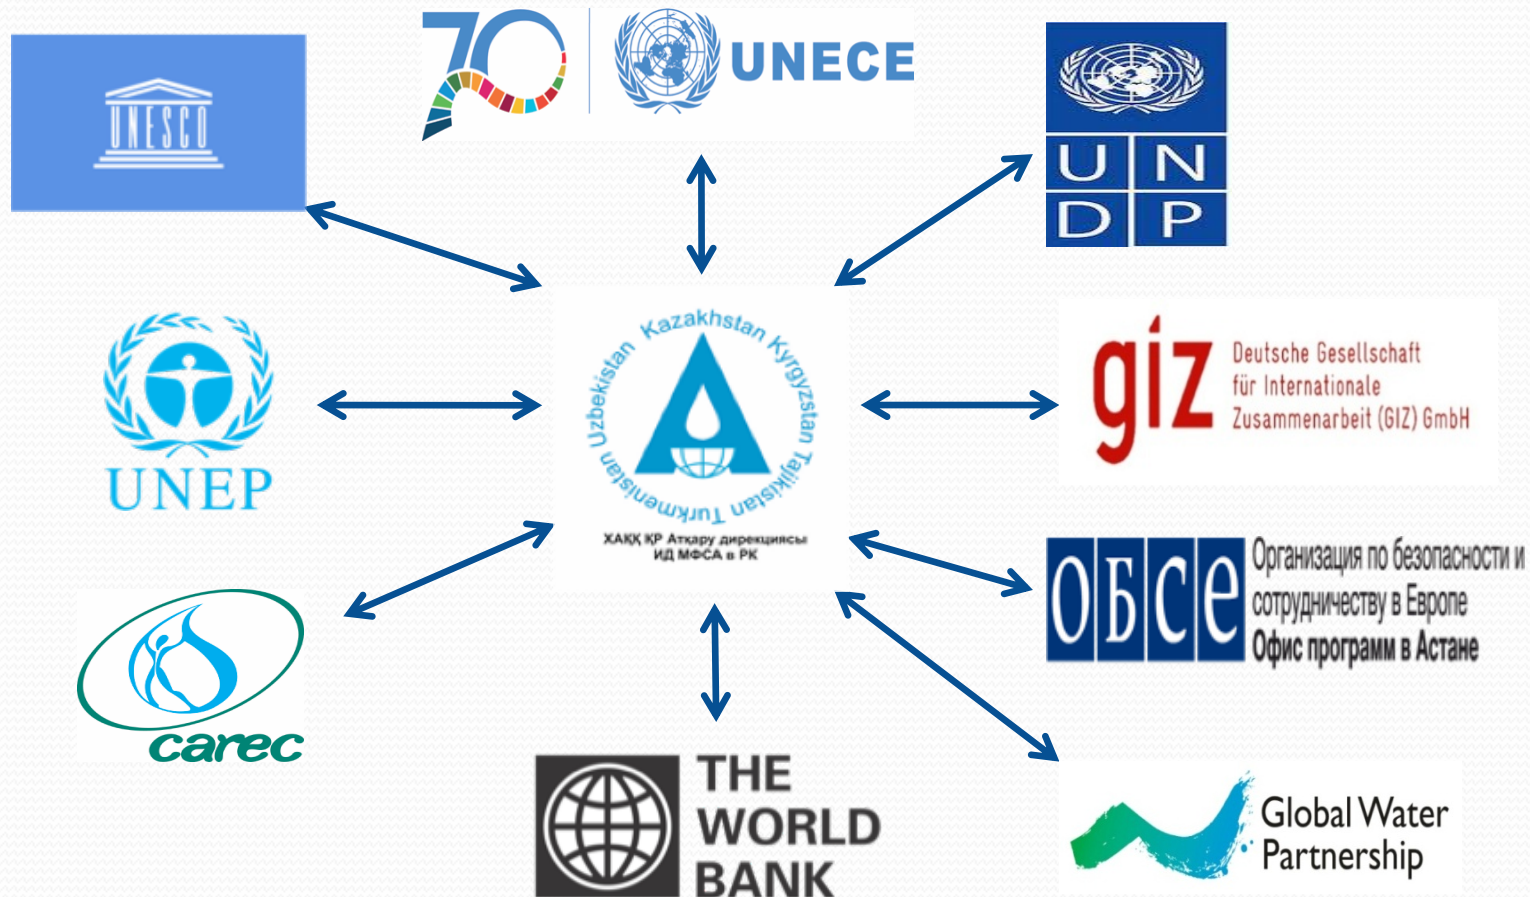 UNESCO
70
UNECE
U N
D P
UNEP
Uzbekistan Kazakhstan Kyrgyzstan Tajikistan Turkmenistan
ХАҚҚ ҚР Атқару дирекциясы
ИД МФСА в РК
giz
Deutsche Gesellschaft
für Internationale
Zusammenarbeit (GIZ) GmbH
ОБСЕ
Организация по безопасности и
сотрудничеству в Европе
Офис программ в Астане
carec
THE
WORLD
BANK
Global Water
Partnership